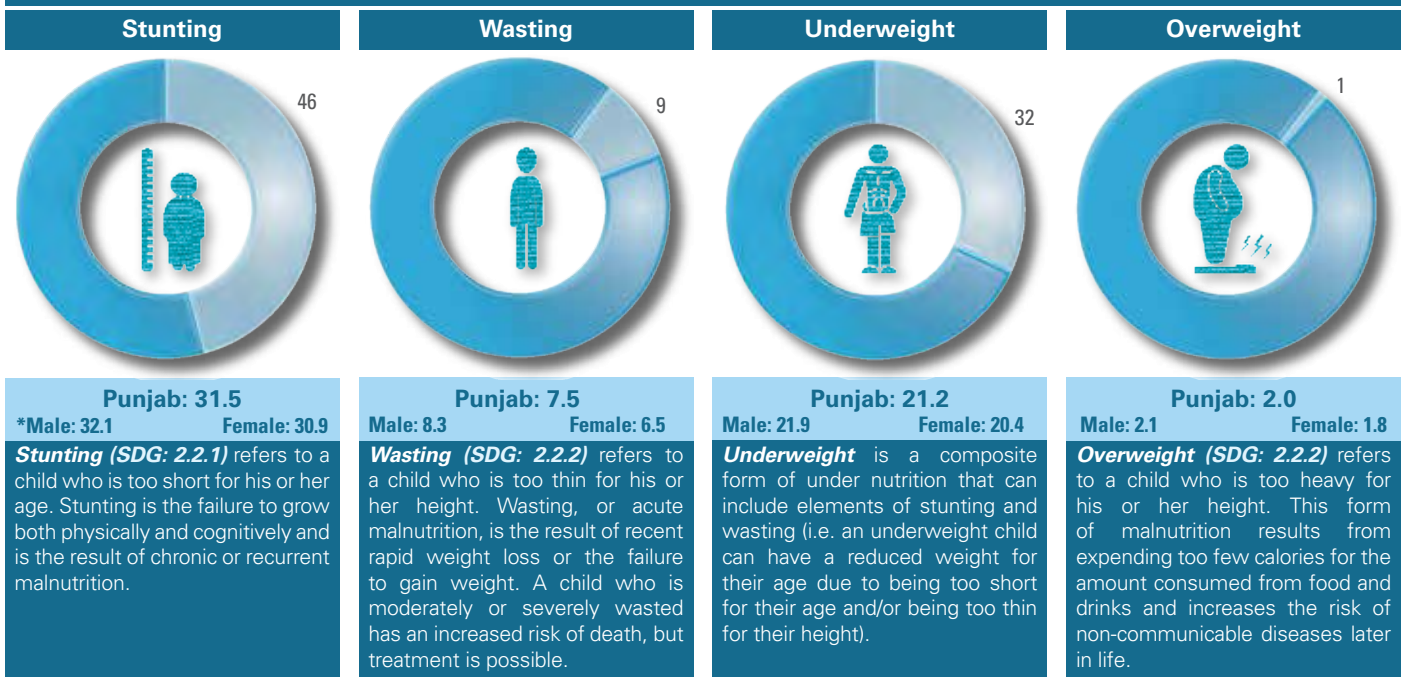 Stunting
46
Punjab: 31.5
*Male: 32.1 Female: 30.9
Stunting (SDG: 2.2.1) refers to a
child who is too short for his or her
age. Stunting is the failure to grow
both physically and cognitively and
is the result of chronic or recurrent
malnutrition.
Wasting
9
Punjab: 7.5
Male: 8.3 Female: 6.5
Wasting (SDG: 2.2.2) refers to
a child who is too thin for his or
her height. Wasting, or acute
malnutrition, is the result of recent
rapid weight loss or the failure
to gain weight. A child who is
moderately or severely wasted
has an increased risk of death, but
treatment is possible.
Underweight
32
Punjab: 21.2
Male: 21.9 Female: 20.4
Underweight is a composite
form of under nutrition that can
include elements of stunting and
wasting (i.e. an underweight child
can have a reduced weight for
their age due to being too short
for their age and/or being too thin
for their height).
Overweight
1
Punjab: 2.0
Male: 2.1 Female: 1.8
Overweight (SDG: 2.2.2) refers
to a child who is too heavy for
his or her height. This form
of malnutrition results from
expending too few calories for the
amount consumed from food and
drinks and increases the risk of
non-communicable diseases later
in life.